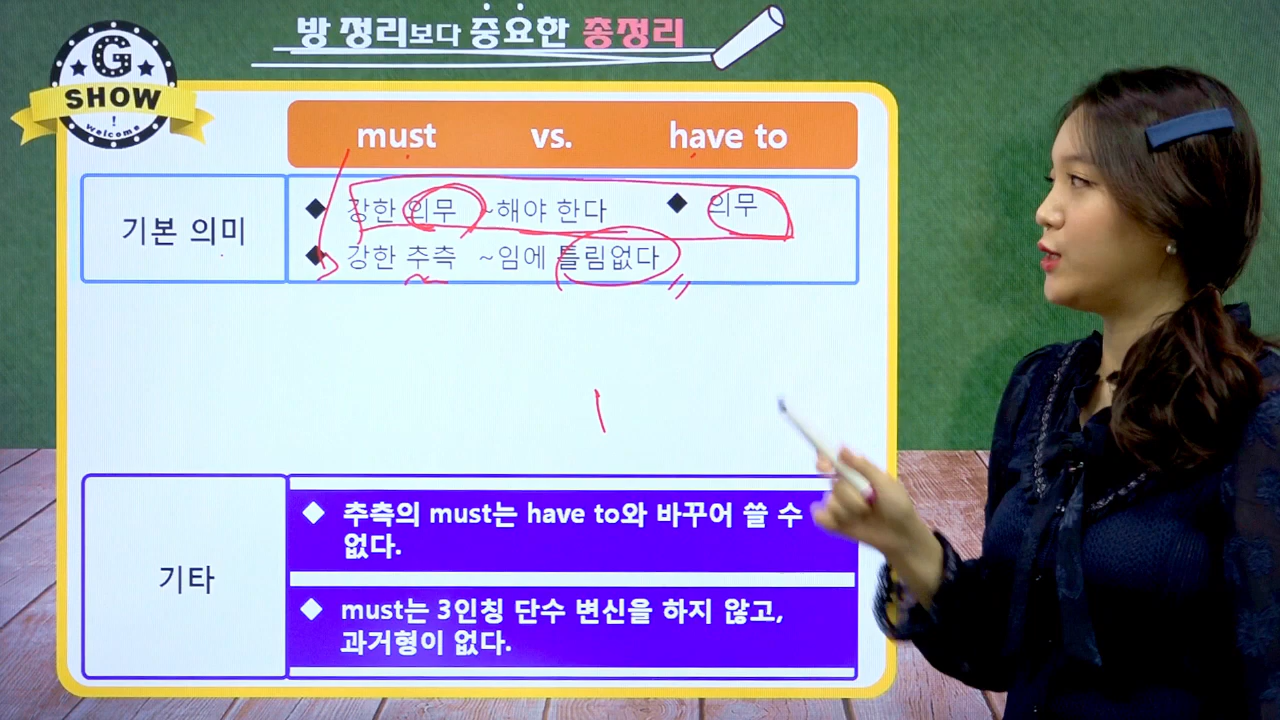 방 정리보다 중요한 총정리
G
SHOW
!
welcome
must vs. have to
기본 의미
◆ 강한 의무 ~해야 한다 ◆ 의무
◆ 강한 추측 ~임에 틀림없다
기타
◆ 추측의 must는 have to와 바꾸어 쓸 수
없다.
◆ must는 3인칭 단수 변신을 하지 않고,
과거형이 없다.